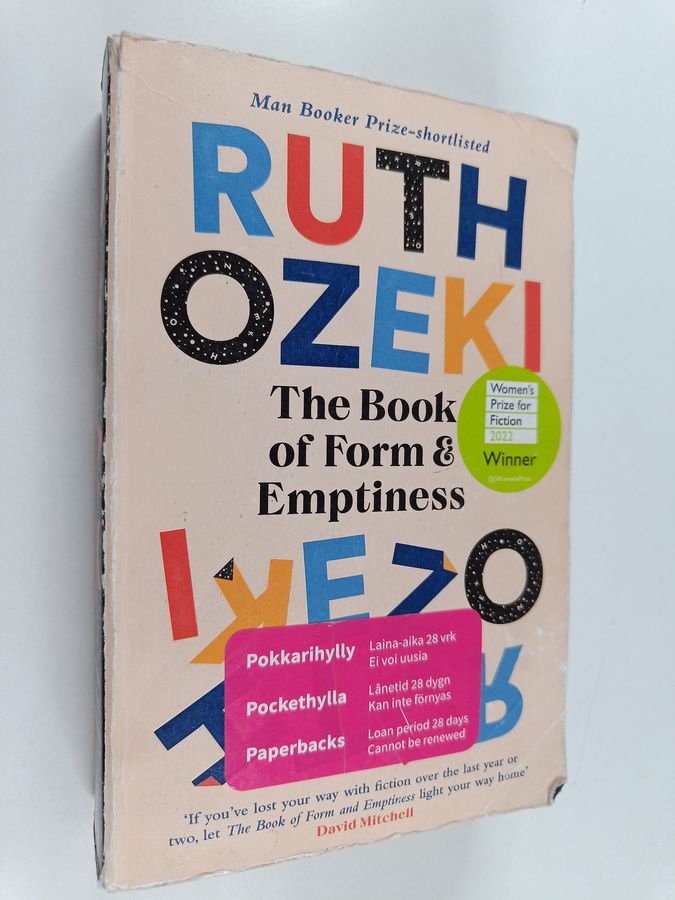 Man Booker Prize-shortlisted
RUTH
OZEKI
The Book
of Form &
Emptiness
Women's
Prize for
Fiction
2022
Winner
@WomensPrize
OZEKI
R
Pokkarihylly
Laina-aika 28 vrk
Ei voi uusia
Pockethylla
Lånetid 28 dygn
Kan inte förnyas
Paperbacks
Loan period 28 days
Cannot be renewed
'If you've lost your way with fiction over the last year or
two, let The Book of Form and Emptiness light your way home'
David Mitchell